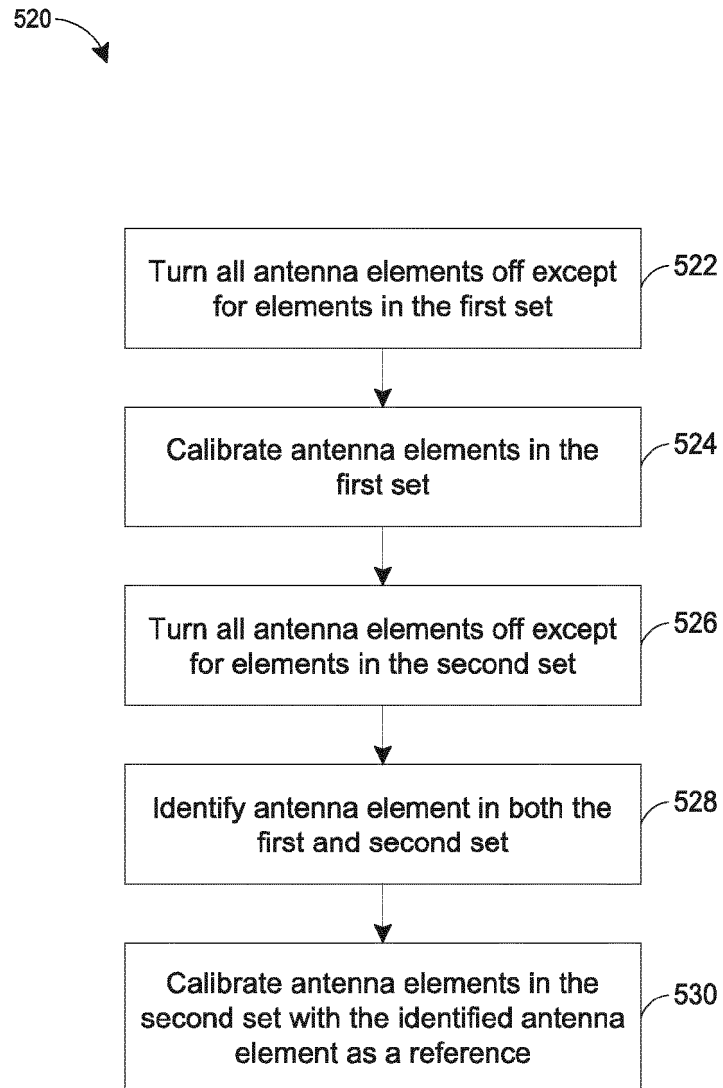 520
Turn all antenna elements off except
for elements in the first set
522
Calibrate antenna elements in the
first set
524
Turn all antenna elements off except
for elements in the second set
526
Identify antenna element in both the
first and second set
528
Calibrate antenna elements in the
second set with the identified antenna
element as a reference
530